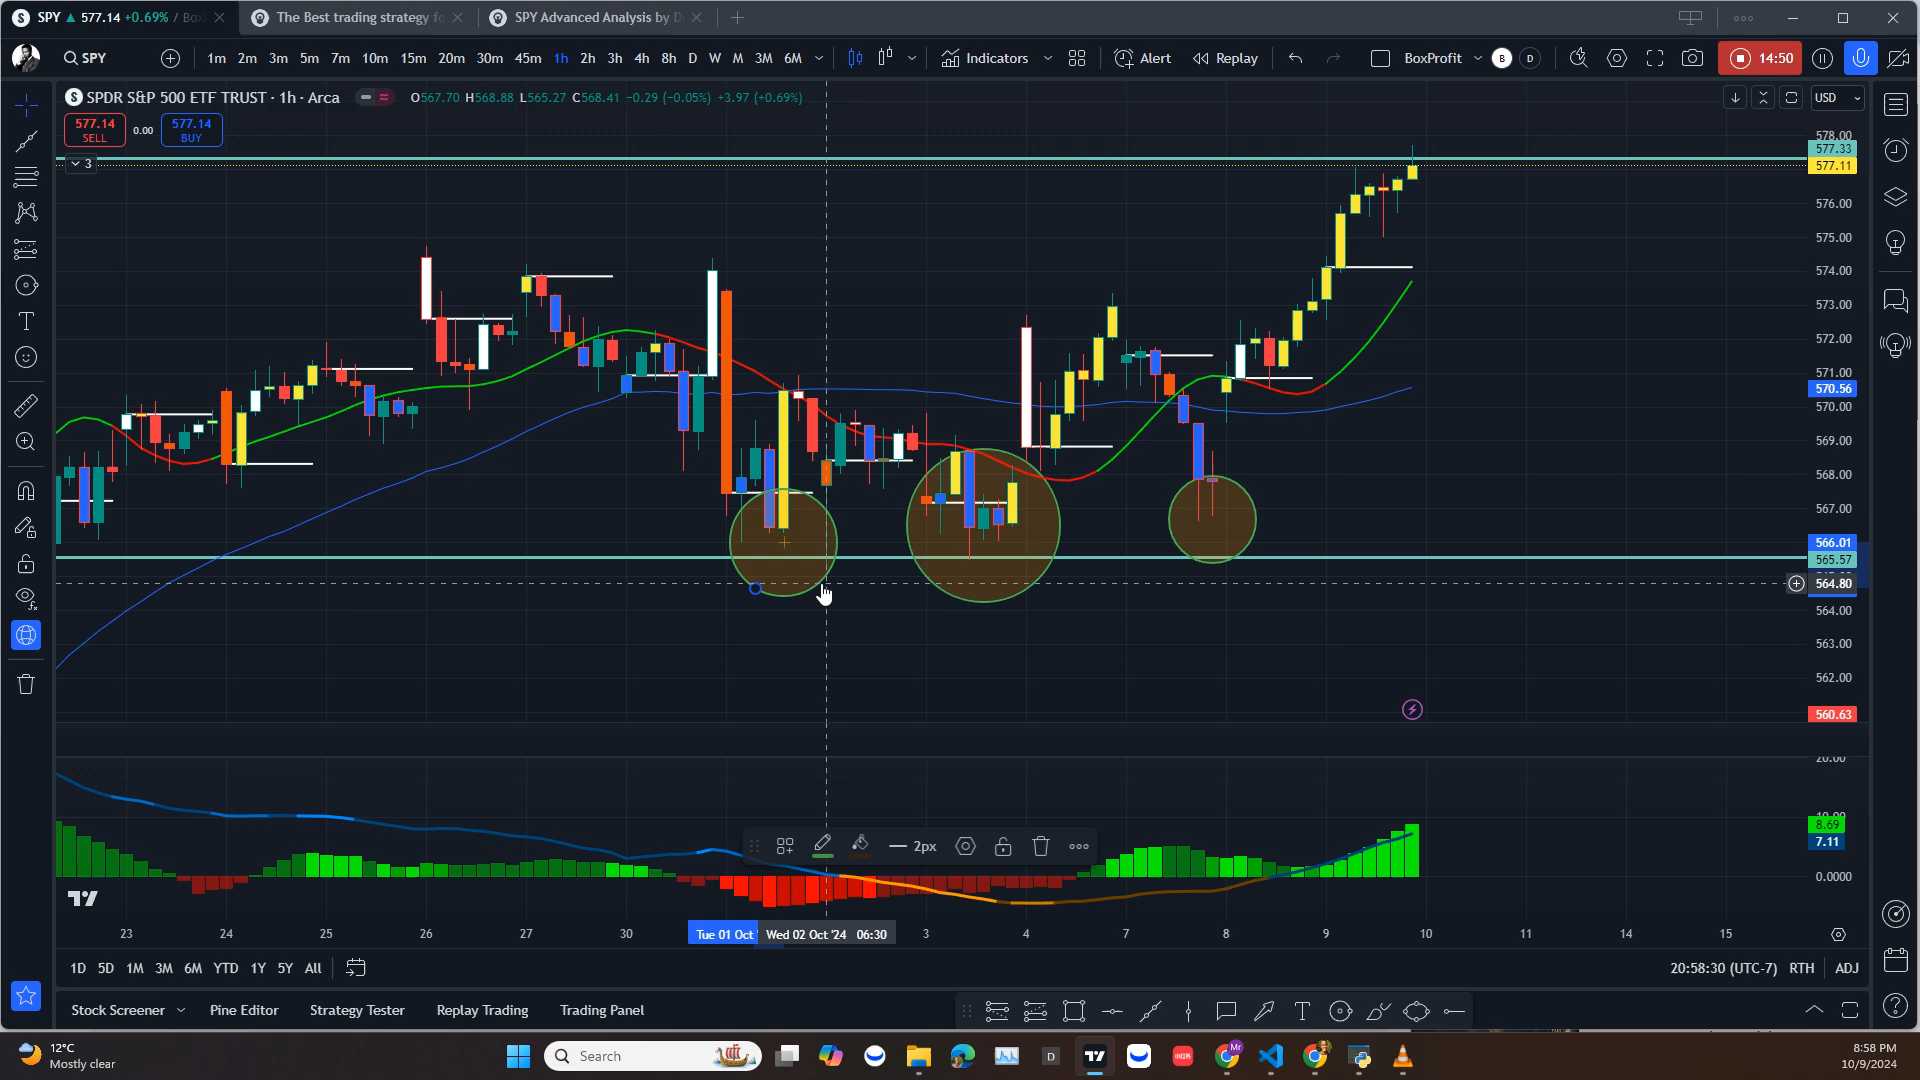 SPY ▲ 577.14 +0.69% / Box
The Best trading strategy fo
SPY Advanced Analysis by D
SPY
1m 2m 3m 5m 7m 10m 15m 20m 30m 45m 1h 2h 3h 4h 8h D W M 3M 6M
Indicators
Alert
Replay
BoxProfit
B
D
14:50
SPDR S&P 500 ETF TRUST · 1h · Arca
O567.70 H568.88 L565.27 C568.41 −0.29 (−0.05%) +3.97 (+0.69%)
USD
577.14
SELL
0.00
577.14
BUY
3
578.00
577.33
577.11
576.00
575.00
574.00
573.00
572.00
571.00
570.56
570.00
569.00
568.00
567.00
566.01
565.57
564.80
564.00
563.00
562.00
560.63
20.00
8.69
7.11
0.0000
2px
23 24 25 26 27 30 Tue 01 Oct Wed 02 Oct '24 06:30 3 4 7 8 9 10 11 14 15
1D 5D 1M 3M 6M YTD 1Y 5Y All
20:58:30 (UTC-7) RTH ADJ
Stock Screener Pine Editor Strategy Tester Replay Trading Trading Panel
12°C
Mostly clear
Search
8:58 PM
10/9/2024